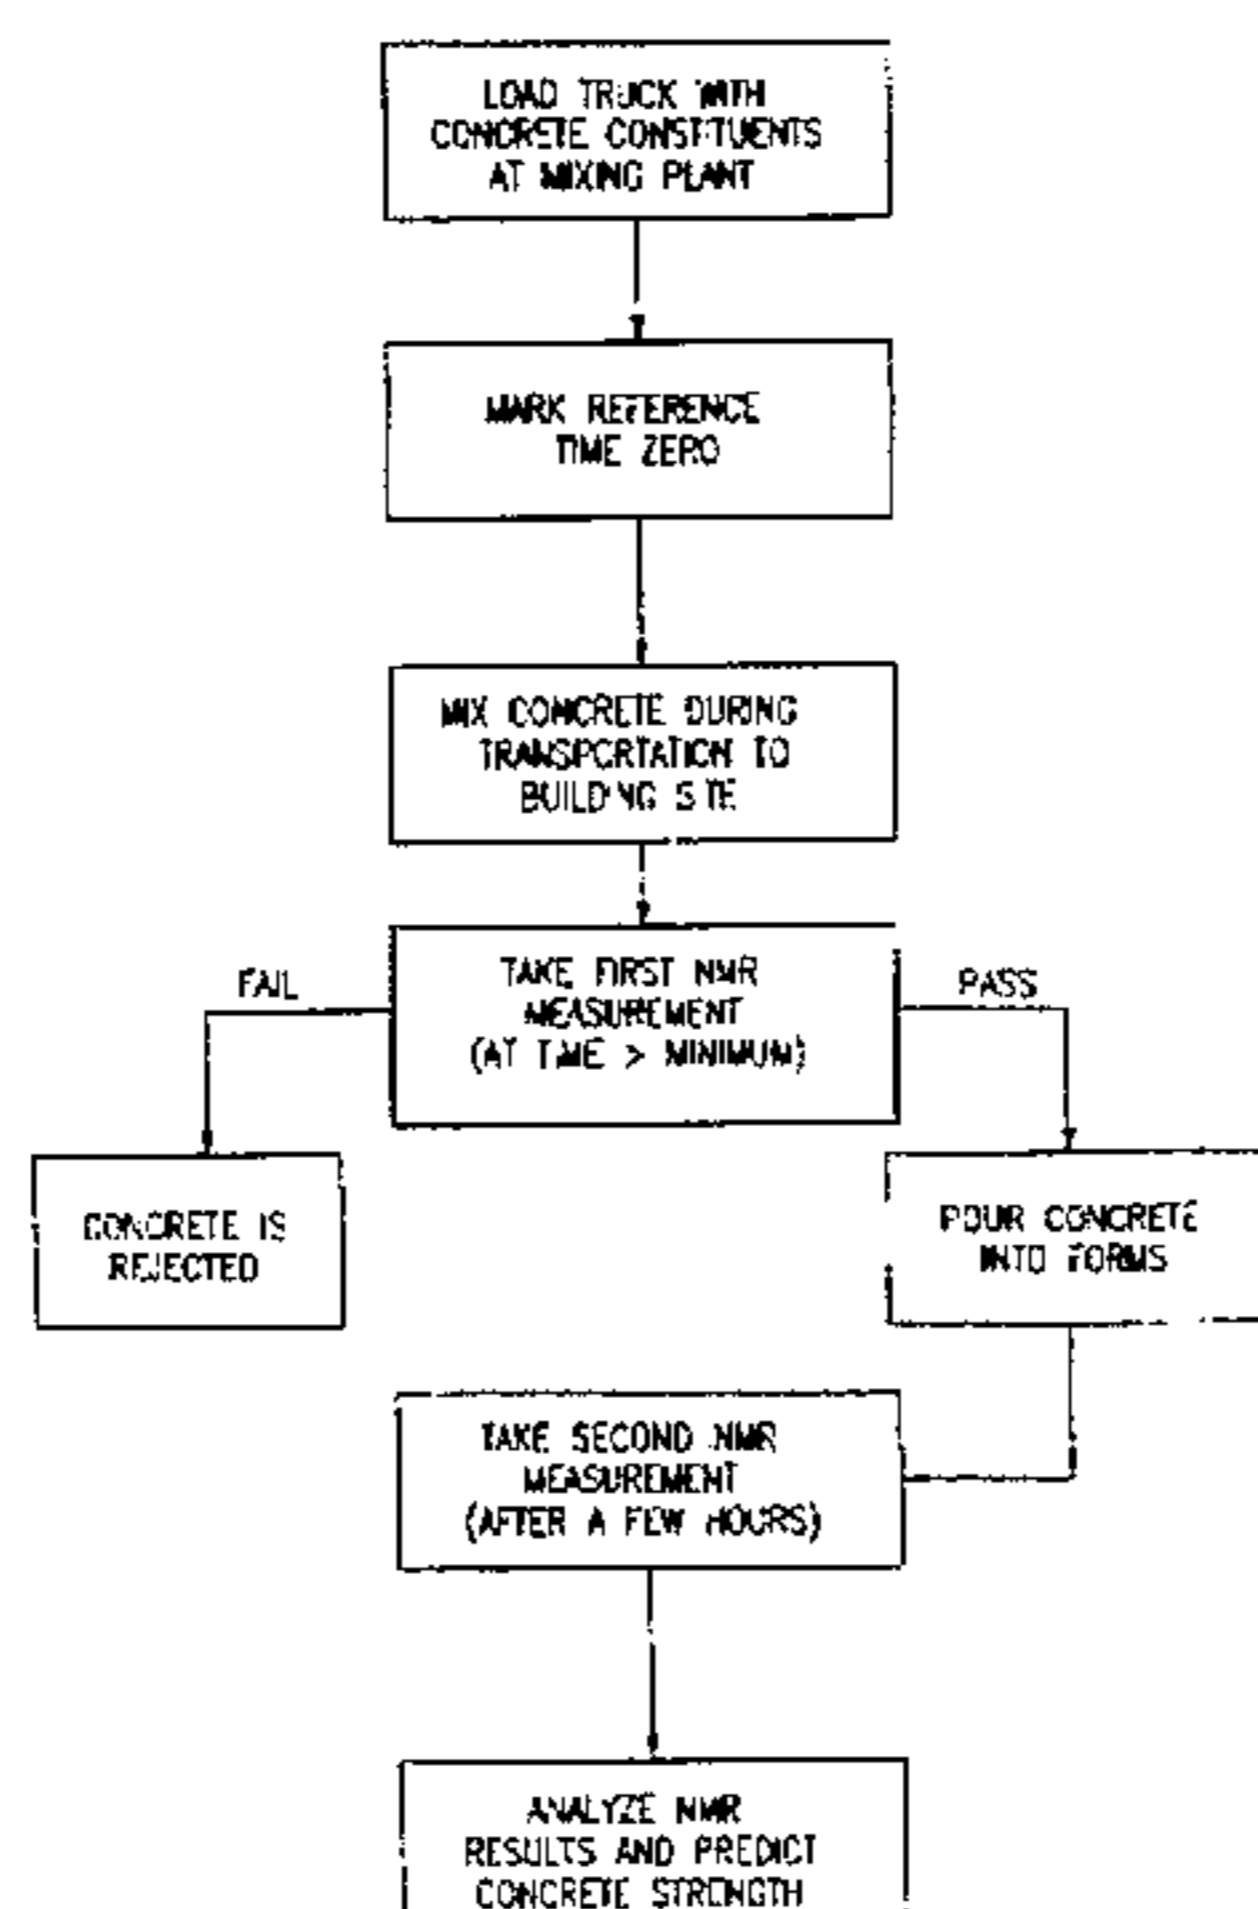 LOAD TRUCK WITH
CONCRETE CONSTITUENTS
AT MIXING PLANT
MARK REFERENCE
TIME ZERO
MIX CONCRETE DURING
TRANSPORTATION TO
BUILDING SITE
TAKE FIRST NMR
MEASUREMENT
(AT TIME > MINIMUM)
FAIL
PASS
CONCRETE IS
REJECTED
POUR CONCRETE
INTO FORMS
TAKE SECOND NMR
MEASUREMENT
(AFTER A FEW HOURS)
ANALYZE NMR
RESULTS AND PREDICT
CONCRETE STRENGTH